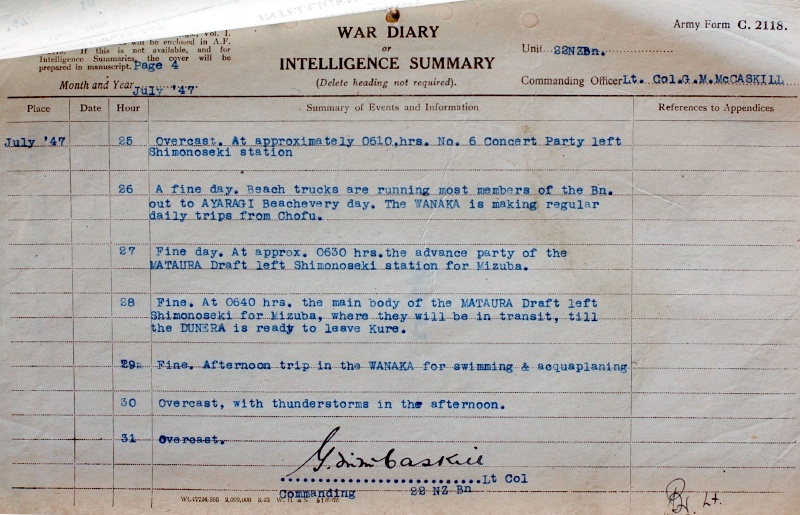 WAR DIARY
or
INTELLIGENCE SUMMARY
(Delete heading not required).
Army Form C. 2118.
Vol. I.
will be enclosed in A.F.
If this is not available, and for
Intelligence Summaries, the cover will be
prepared in manuscript. Page 4
Month and Year July '47
Unit 22NZBn.
Commanding Officer Lt. Col.G.M.McCASKILL
Place Date Hour Summary of Events and Information References to Appendices
July '47 25 Overcast. At approximately 0610,hrs. No. 6 Concert Party left
Shimonoseki station
26 A fine day. Beach trucks are running most members of the Bn.
out to AYARAGI Beachevery day. The WANAKA is making regular
daily trips from Chofu.
27 Fine day. At approx. 0630 hrs.the advance party of the
MATAURA Draft left Shimonoseki station for Mizuba.
28 Fine. At 0640 hrs. the main body of the MATAURA Draft left
Shimonoseki for Mizuba, where they will be in transit, till
the DUNERA is ready to leave Kure.
29 Fine. Afternoon trip in the WANAKA for swimming & acquaplaning
30 Overcast, with thunderstorms in the afternoon.
31 Overcast.
G.M.McCaskill
Lt Col
Commanding 22 NZ Bn
Lt.